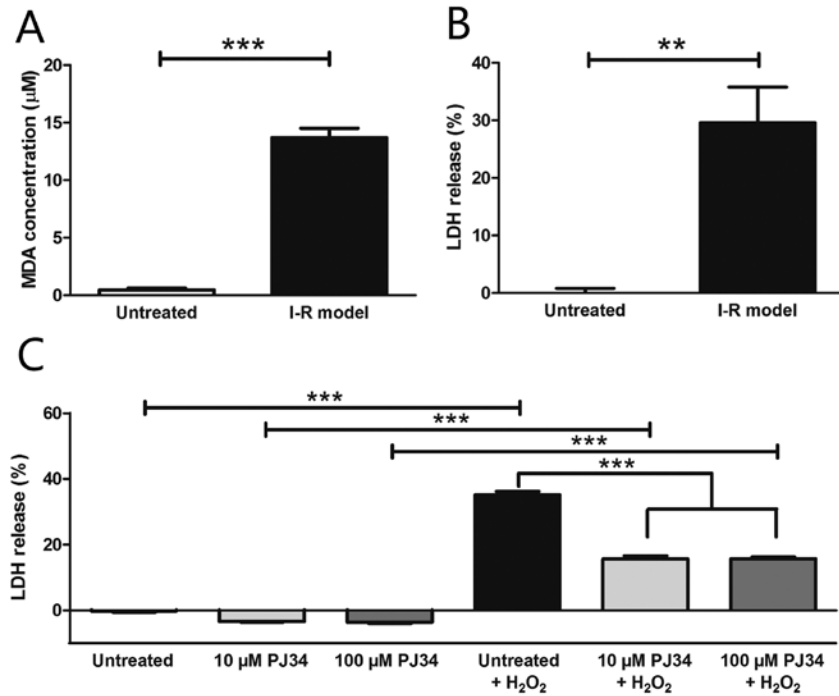 A
***
MDA concentration (µM)
20
15
10
5
0
Untreated
I-R model
B
**
LDH release (%)
40
30
20
10
0
Untreated
I-R model
C
***
***
***
***
LDH release (%)
60
40
20
0
Untreated
10 µM PJ34
100 µM PJ34
Untreated
+ H₂O₂
10 µM PJ34
+ H₂O₂
100 µM PJ34
+ H₂O₂